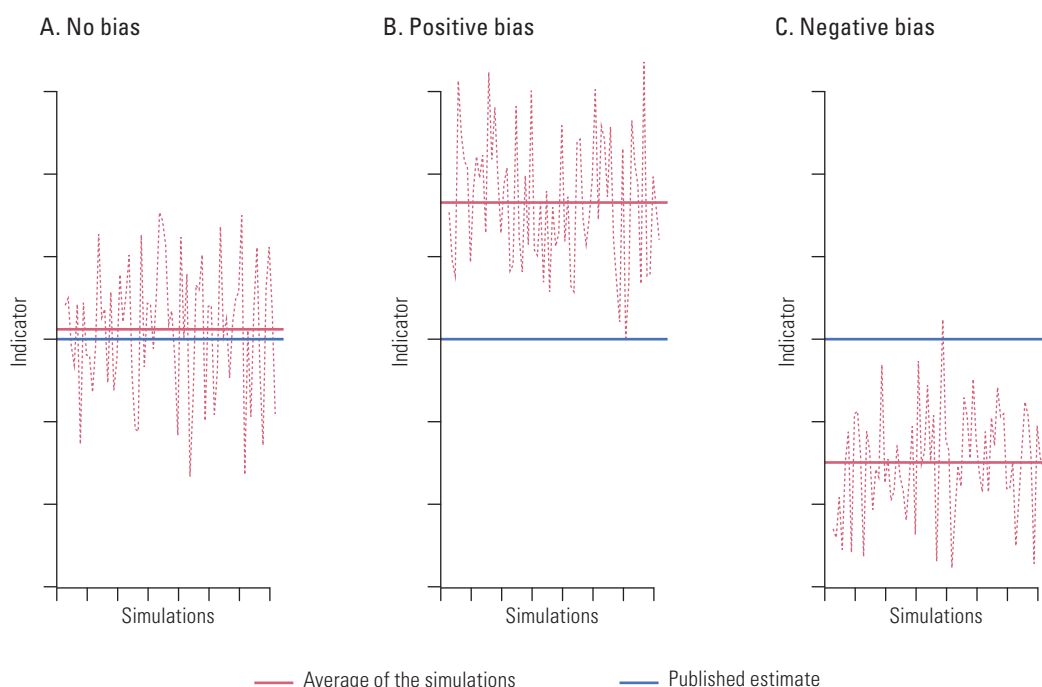 A. No bias
B. Positive bias
C. Negative bias
Indicator
Indicator
Indicator
Simulations
Simulations
Simulations
Average of the simulations
Published estimate